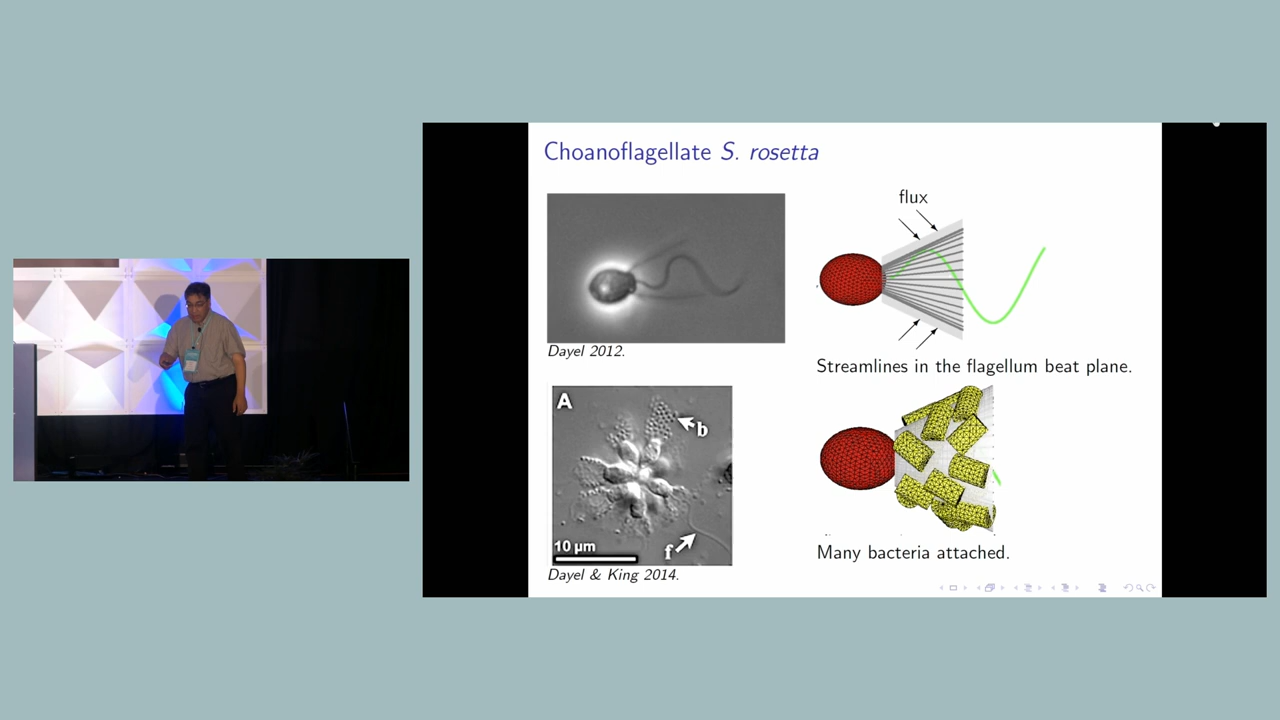 Choanoflagellate S. rosetta
flux
Dayel 2012.
Streamlines in the flagellum beat plane.
A
b
f
10 µm
Dayel & King 2014.
Many bacteria attached.